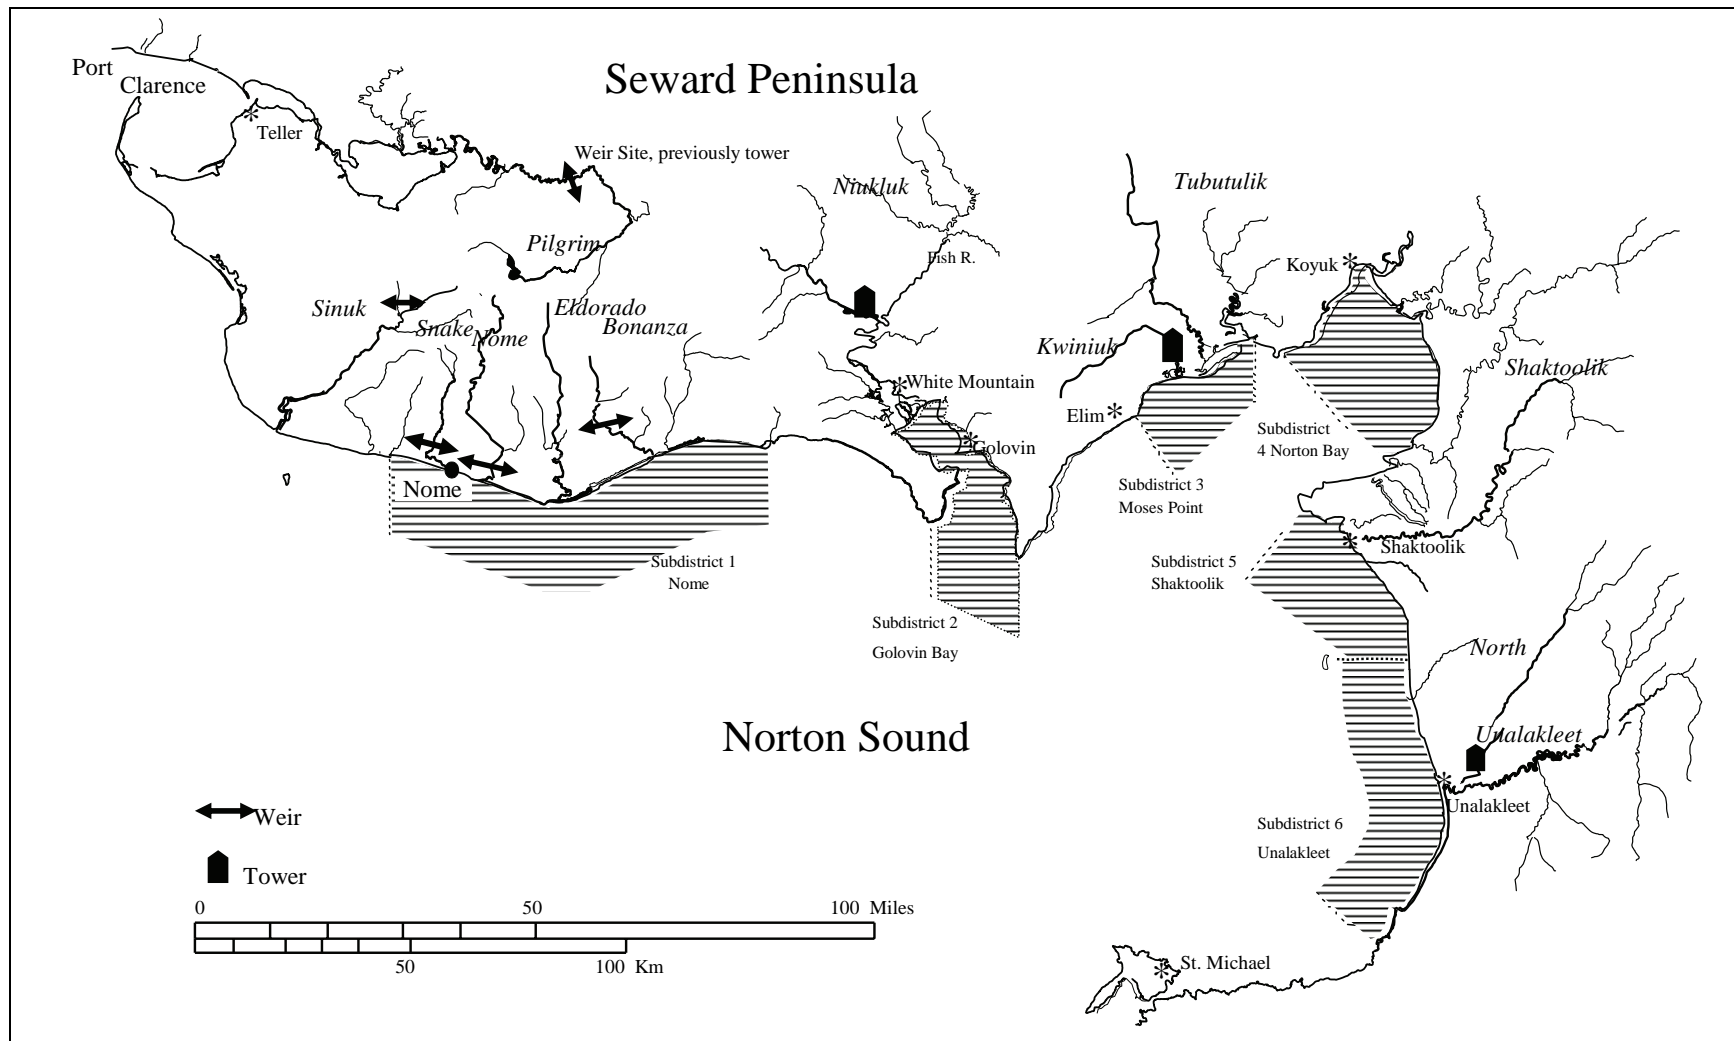 Seward Peninsula
Port
Clarence
Teller
Weir Site, previously tower
Niukluk
Tubutulik
Pilgrim
Fish R.
Koyuk
Sinuk
Snake
Nome
Eldorado
Bonanza
Kwiniuk
Shaktoolik
White Mountain
Elim
Golovin
Subdistrict
4 Norton Bay
Nome
Subdistrict 3
Moses Point
Shaktoolik
Subdistrict 1
Nome
Subdistrict 5
Shaktoolik
Subdistrict 2
Golovin Bay
North
Norton Sound
Unalakleet
Unalakleet
Subdistrict 6
Unalakleet
Weir
Tower
0 50 100 Miles
50 100 Km
St. Michael